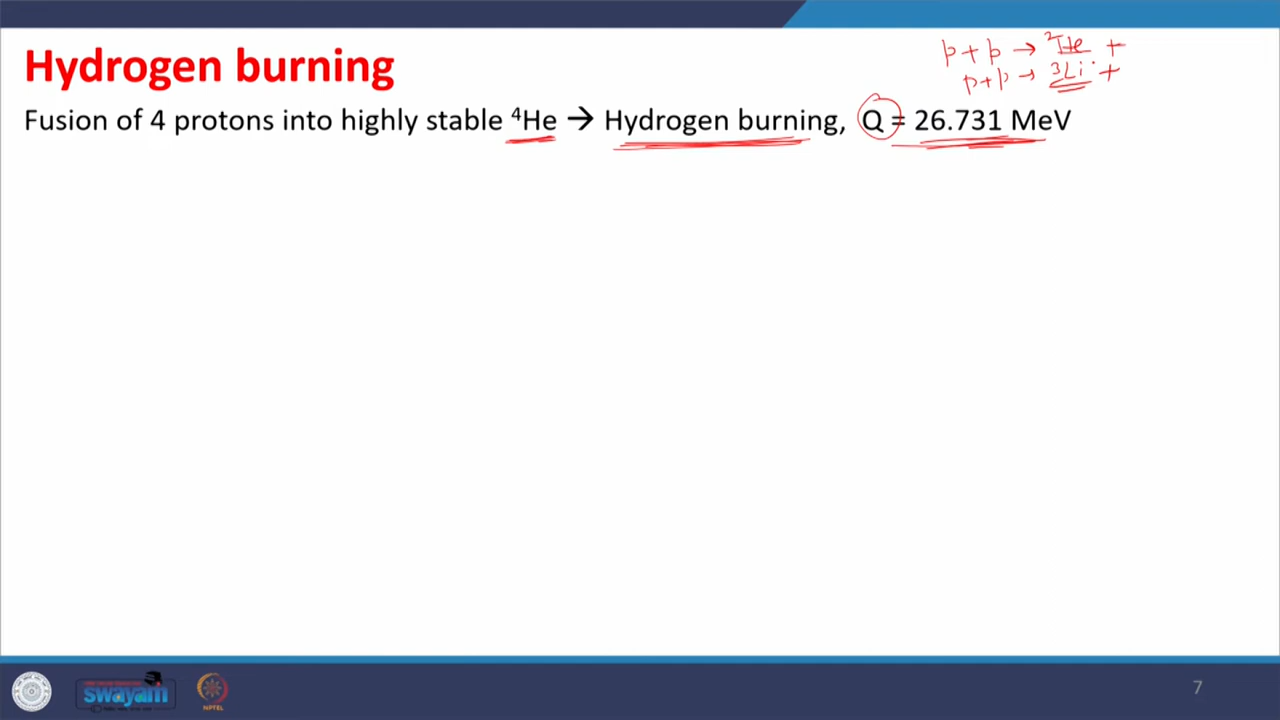 Hydrogen burning
p + p → ²He +
p + p → ³Li +
Fusion of 4 protons into highly stable ⁴He → Hydrogen burning, Q = 26.731 MeV
swayam
NPTEL
7